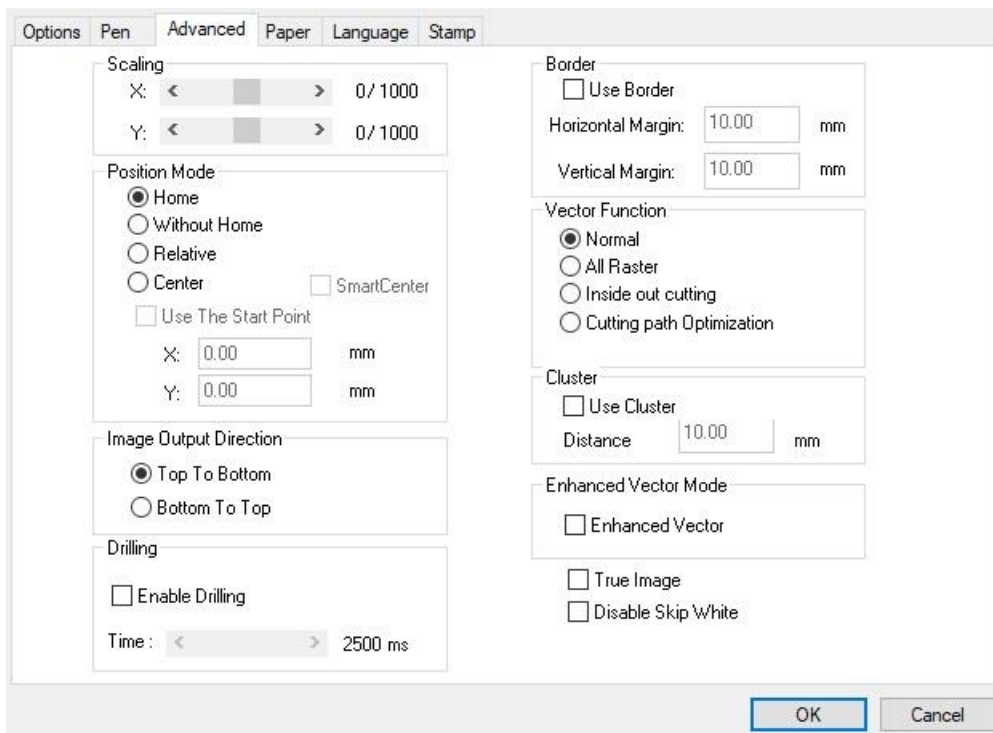 Options Pen Advanced Paper Language Stamp
Scaling
X: 0/1000
Y: 0/1000
Position Mode
Home
Without Home
Relative
Center SmartCenter
Use The Start Point
X: 0.00 mm
Y: 0.00 mm
Image Output Direction
Top To Bottom
Bottom To Top
Drilling
Enable Drilling
Time : 2500 ms
Border
Use Border
Horizontal Margin: 10.00 mm
Vertical Margin: 10.00 mm
Vector Function
Normal
All Raster
Inside out cutting
Cutting path Optimization
Cluster
Use Cluster
Distance 10.00 mm
Enhanced Vector Mode
Enhanced Vector
True Image
Disable Skip White
OK Cancel